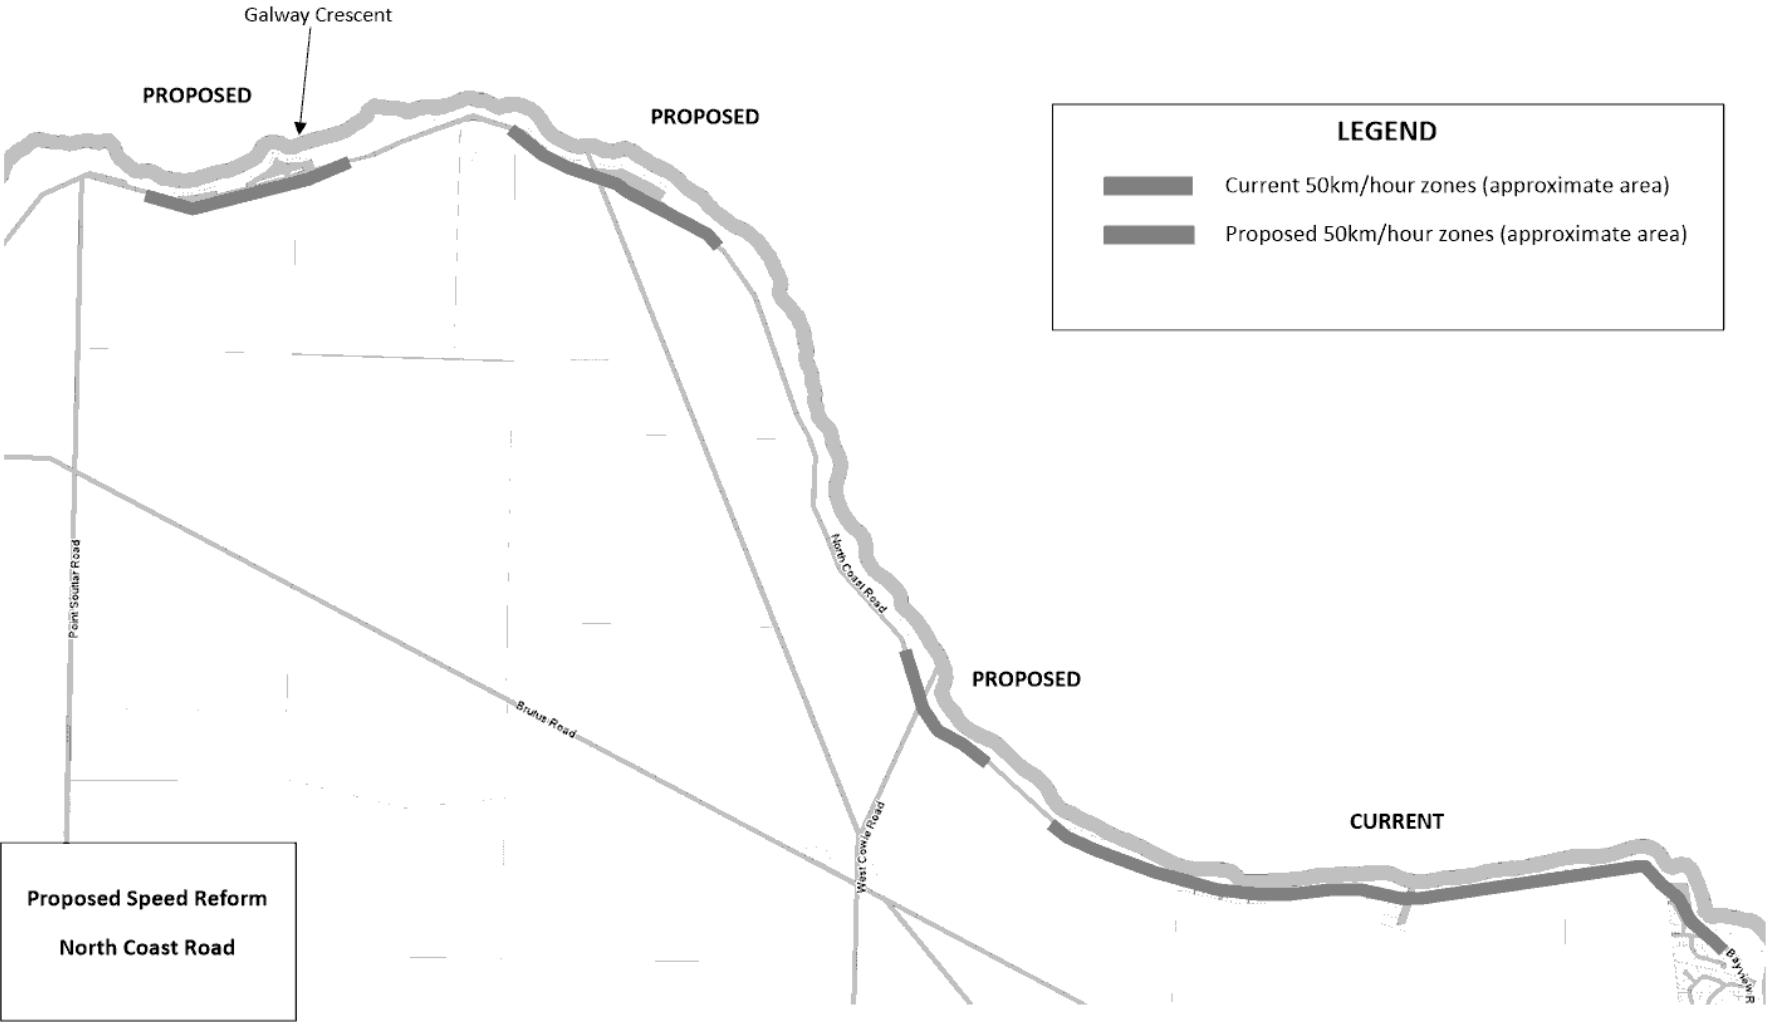 Galway Crescent
PROPOSED
PROPOSED
LEGEND
Current 50km/hour zones (approximate area)
Proposed 50km/hour zones (approximate area)
North Coast Road
Point Souttar Road
PROPOSED
Brutus Road
West Cowie Road
CURRENT
Proposed Speed Reform
North Coast Road
Bayview R